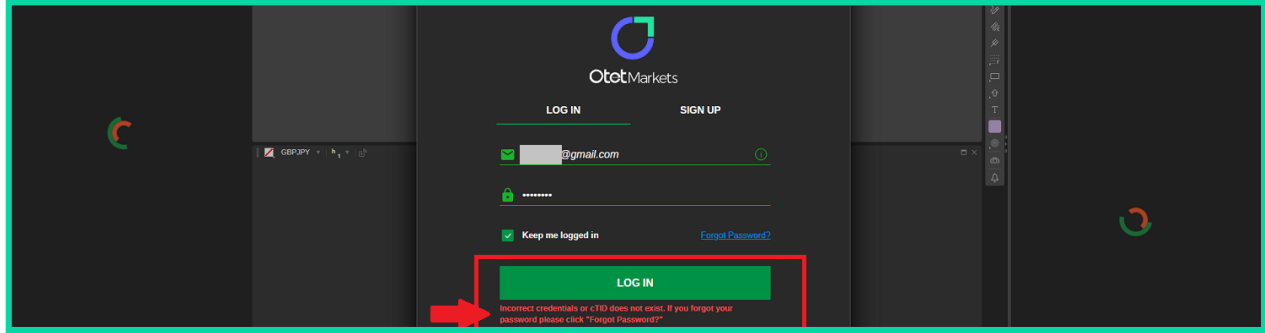 OtetMarkets
LOG IN
SIGN UP
@gmail.com
Keep me logged in
Forgot Password?
LOG IN
Incorrect credentials or cTID does not exist. If you forgot your
password please click "Forgot Password?"
GBPJPY
h1
T